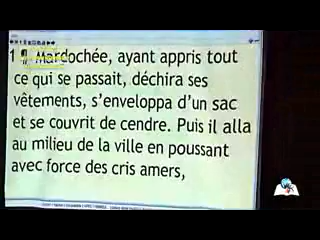 1 ¶ Mardochée, ayant appris tout
ce qui se passait, déchira ses
vêtements, s'enveloppa d'un sac
et se couvrit de cendre. Puis il alla
au milieu de la ville en poussant
avec force des cris amers,